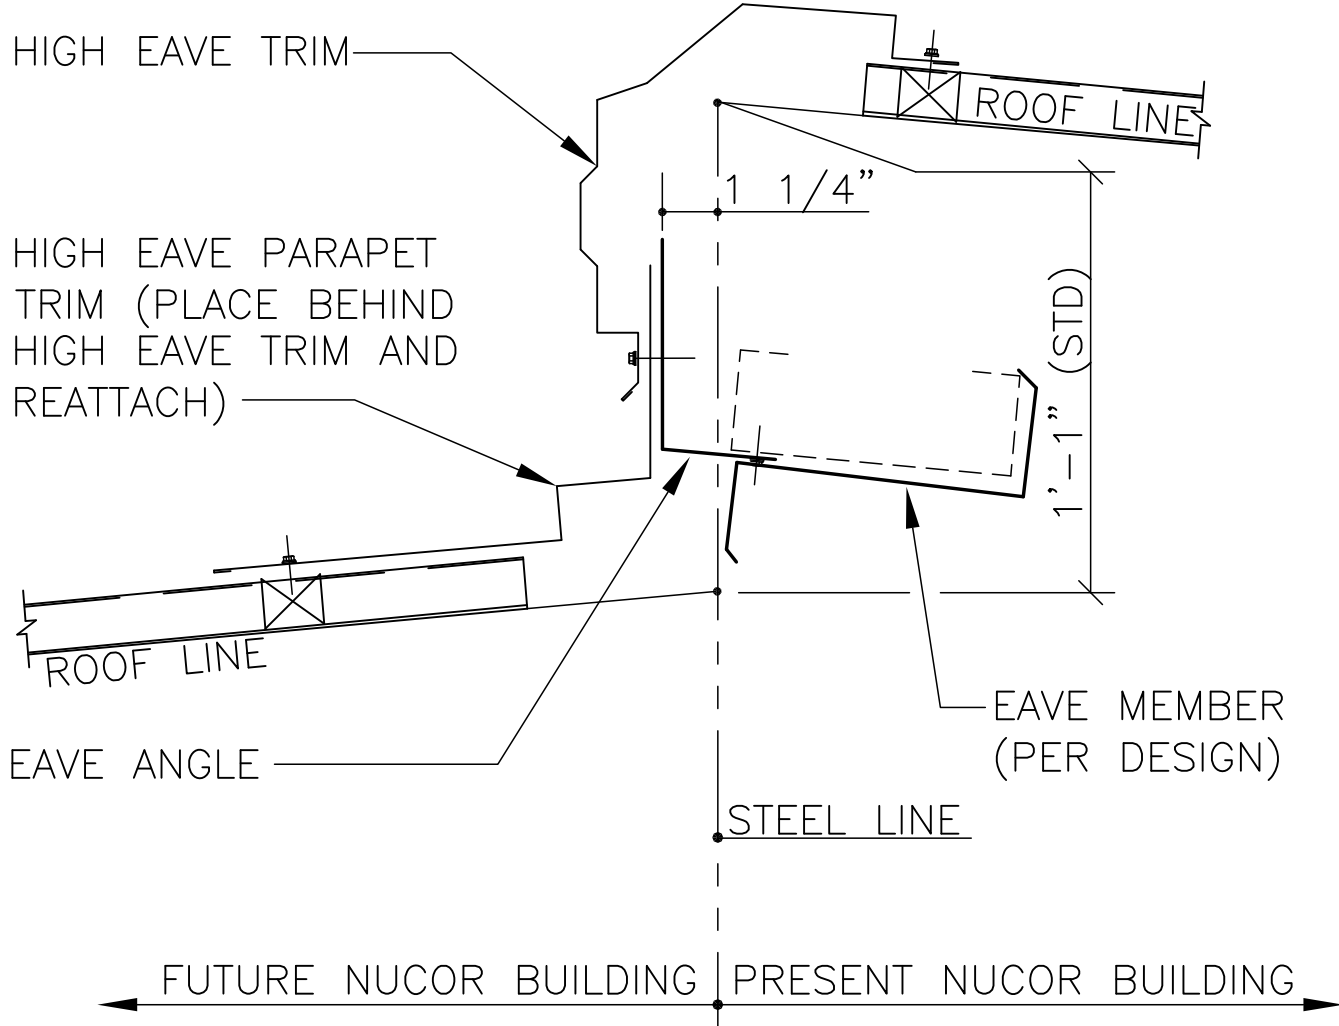 HIGH EAVE TRIM
ROOF LINE
1 1/4”
HIGH EAVE PARAPET
TRIM (PLACE BEHIND
HIGH EAVE TRIM AND
REATTACH)
1’-1” (STD)
ROOF LINE
EAVE MEMBER
(PER DESIGN)
EAVE ANGLE
STEEL LINE
FUTURE NUCOR BUILDING
PRESENT NUCOR BUILDING